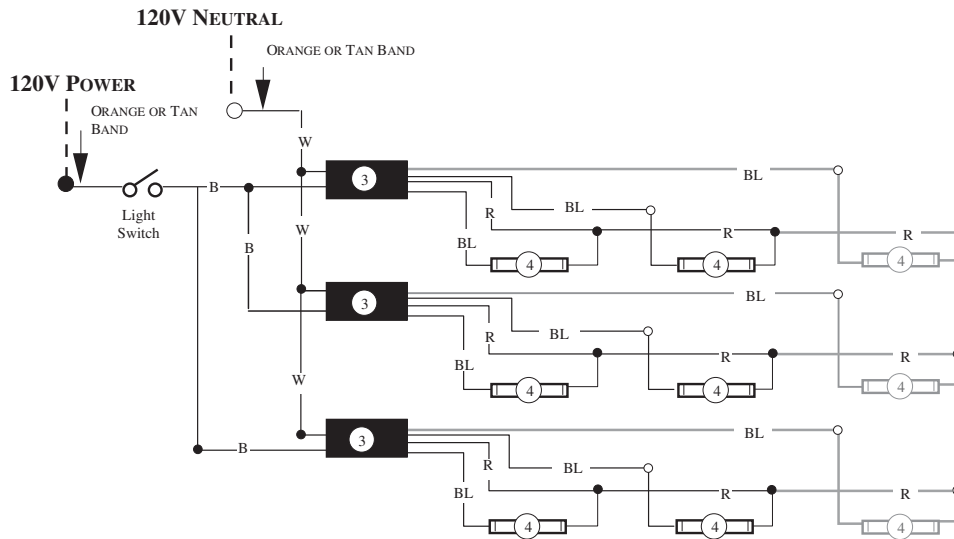 120V NEUTRAL
ORANGE OR TAN BAND
120V POWER
ORANGE OR TAN
BAND
W
3
BL
B
R
BL
Light
Switch
W
BL
R
R
B
4
4
4
3
BL
R
BL
BL
R
R
W
4
4
4
3
BL
B
R
BL
BL
R
R
4
4
4